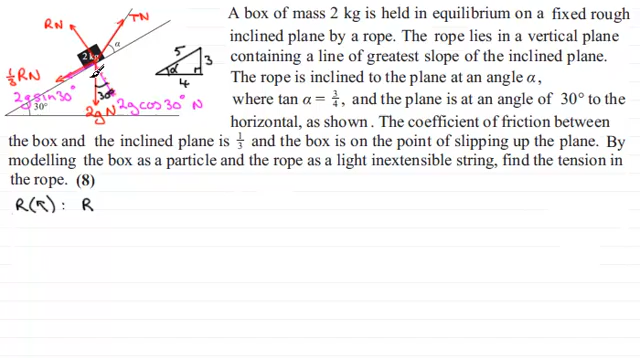 RN
TN
α
2kg
1/3 RN
2g sin30°
30°
30°
2gN
2g cos30° N
5
3
α
4
A box of mass 2 kg is held in equilibrium on a fixed rough
inclined plane by a rope. The rope lies in a vertical plane
containing a line of greatest slope of the inclined plane.
The rope is inclined to the plane at an angle α,
where tan α = 3/4, and the plane is at an angle of 30° to the
horizontal, as shown. The coefficient of friction between
the box and the inclined plane is 1/3 and the box is on the point of slipping up the plane. By
modelling the box as a particle and the rope as a light inextensible string, find the tension in
the rope. (8)
R(↖): R